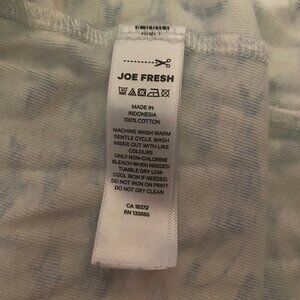 JOE FRESH
MADE IN
INDONESIA
100% COTTON
MACHINE WASH WARM
GENTLE CYCLE. WASH
INSIDE OUT WITH LIKE
COLOURS
ONLY NON-CHLORINE
BLEACH WHEN NEEDED
TUMBLE DRY LOW
COOL IRON IF NEEDED.
DO NOT IRON ON PRINT
DO NOT DRY CLEAN
CA 15372
RN 133886